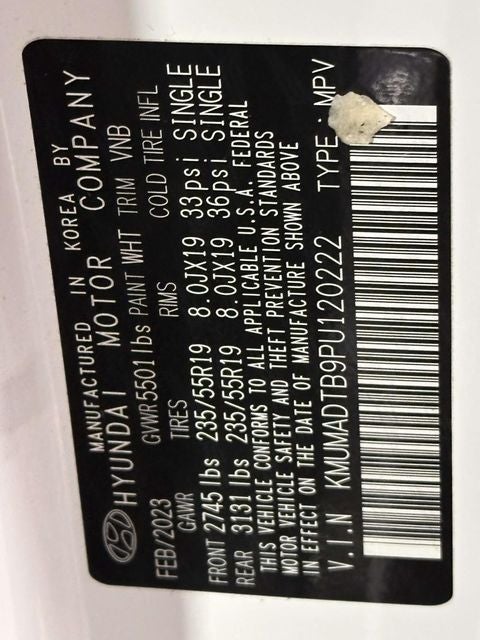 MANUFACTURED IN KOREA BY
HYUNDAI MOTOR COMPANY
FEB/2023 GVWR5501lbs PAINT WHT TRIM VNB
GAWR TIRES RIMS COLD TIRE INFL
FRONT 2745 lbs 235/55R19 8.0JX19 33psi SINGLE
REAR 3131 lbs 235/55R19 8.0JX19 36psi SINGLE
THIS VEHICLE CONFORMS TO ALL APPLICABLE U.S.A. FEDERAL
MOTOR VEHICLE SAFETY AND THEFT PREVENTION STANDARDS
IN EFFECT ON THE DATE OF MANUFACTURE SHOWN ABOVE
V.I.N KMUMADTB9PU120222 TYPE : MPV